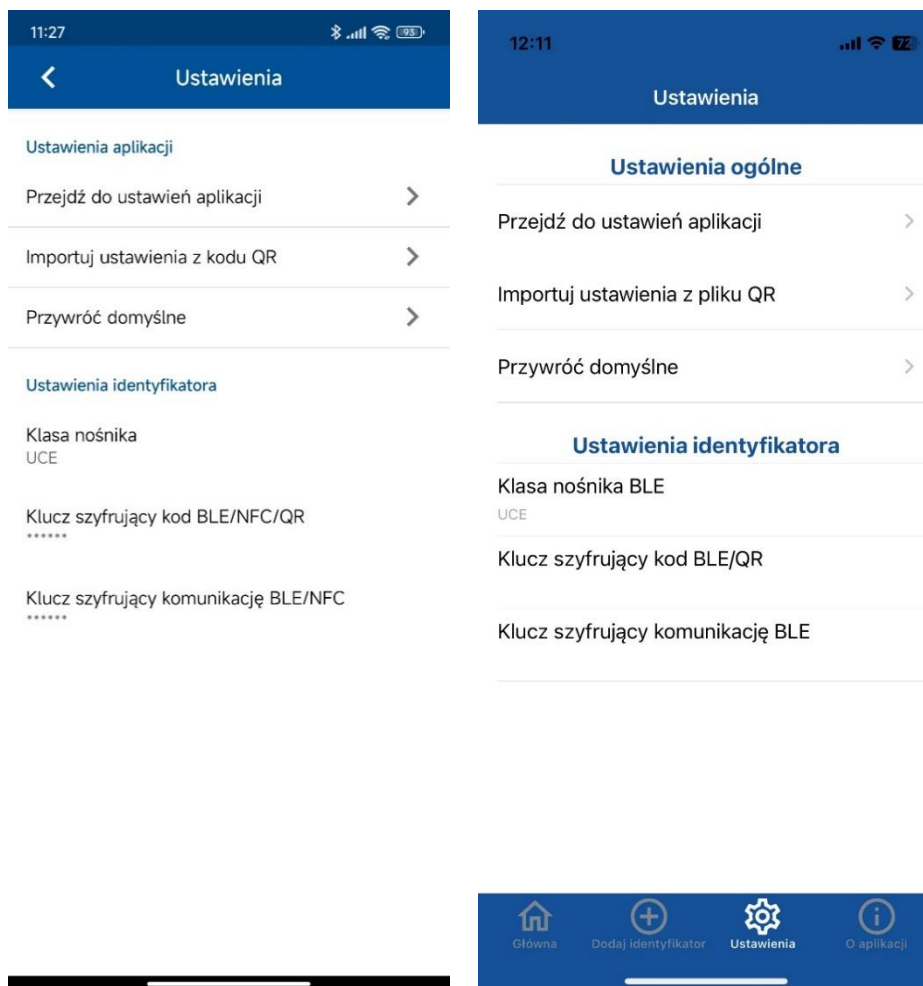 11:27
93
Ustawienia
Ustawienia aplikacji
Przejdź do ustawień aplikacji
Importuj ustawienia z kodu QR
Przywróć domyślne
Ustawienia identyfikatora
Klasa nośnika
UCE
Klucz szyfrujący kod BLE/NFC/QR
******
Klucz szyfrujący komunikację BLE/NFC
******
12:11
72
Ustawienia
Ustawienia ogólne
Przejdź do ustawień aplikacji
Importuj ustawienia z pliku QR
Przywróć domyślne
Ustawienia identyfikatora
Klasa nośnika BLE
UCE
Klucz szyfrujący kod BLE/QR
Klucz szyfrujący komunikację BLE
Główna
Dodaj identyfikator
Ustawienia
O aplikacji